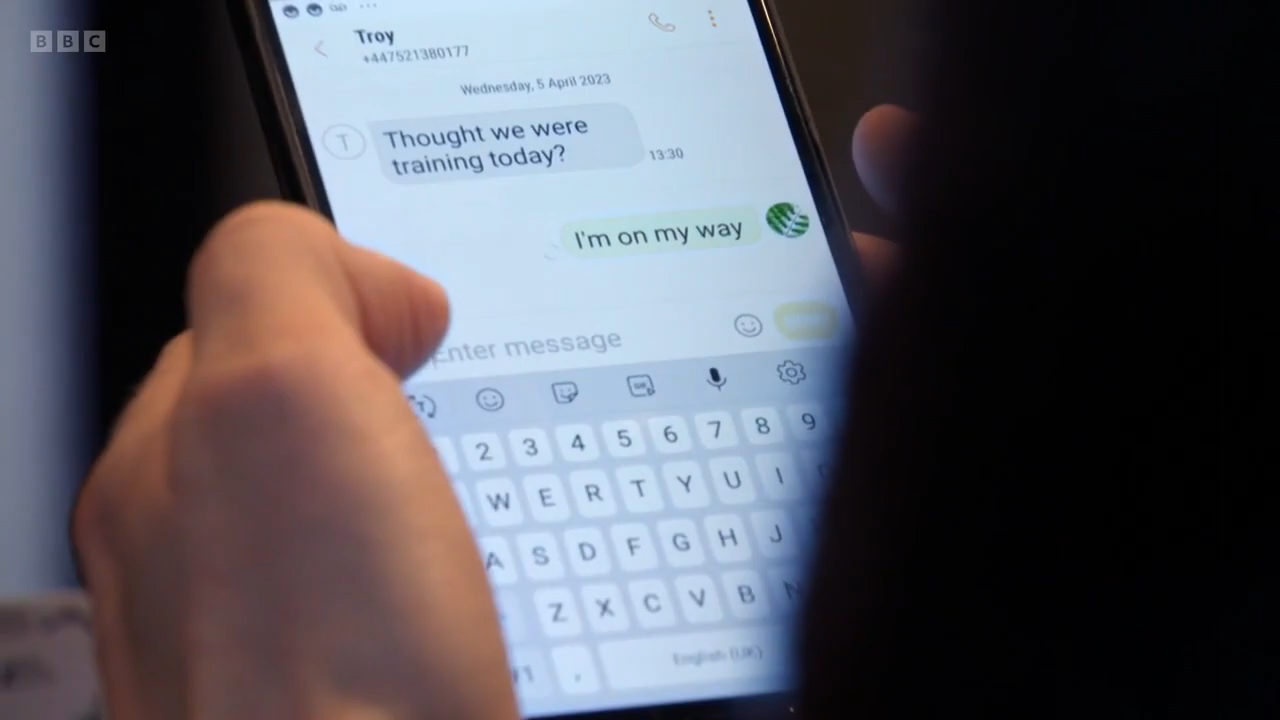 BBC
Troy
+447521380177
Wednesday, 5 April 2023
T
Thought we were
training today?
13:30
I'm on my way
Enter message
T
GIF
2 3 4 5 6 7 8 9
W E R T Y U I
A S D F G H J
Z X C V B N
,
English (UK)